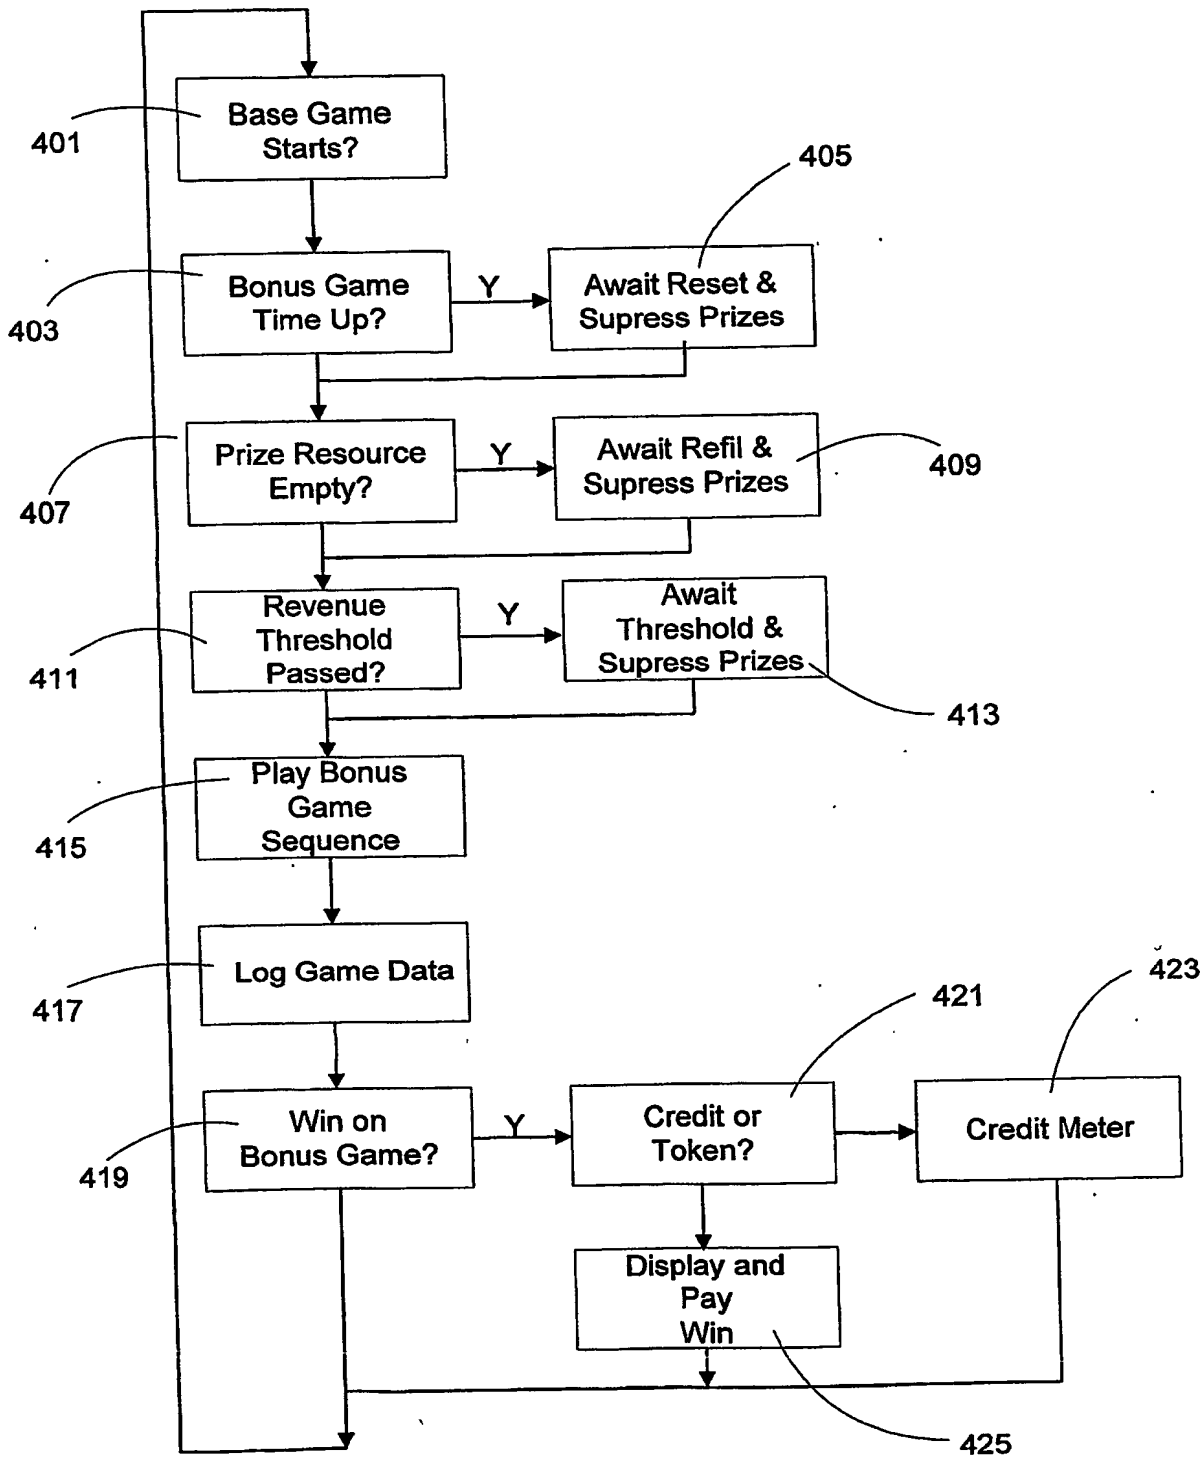 Base Game
Starts?
401
405
Bonus Game
Time Up?
Y
Await Reset &
Supress Prizes
403
Prize Resource
Empty?
Y
Await Refil &
Supress Prizes
407
409
Revenue
Threshold
Passed?
Y
Await
Threshold &
Supress Prizes
411
413
Play Bonus
Game
Sequence
415
Log Game Data
417
421
423
Win on
Bonus Game?
Y
Credit or
Token?
Credit Meter
419
Display and
Pay
Win
425